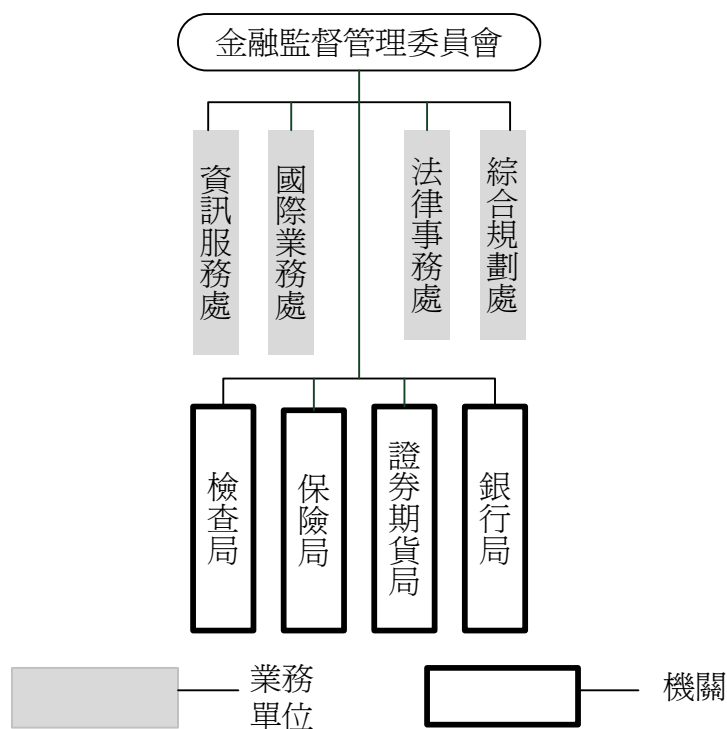 金融監督管理委員會
綜合規劃處
法律事務處
國際業務處
資訊服務處
銀行局
證券期貨局
保險局
檢查局
業務
單位
機關